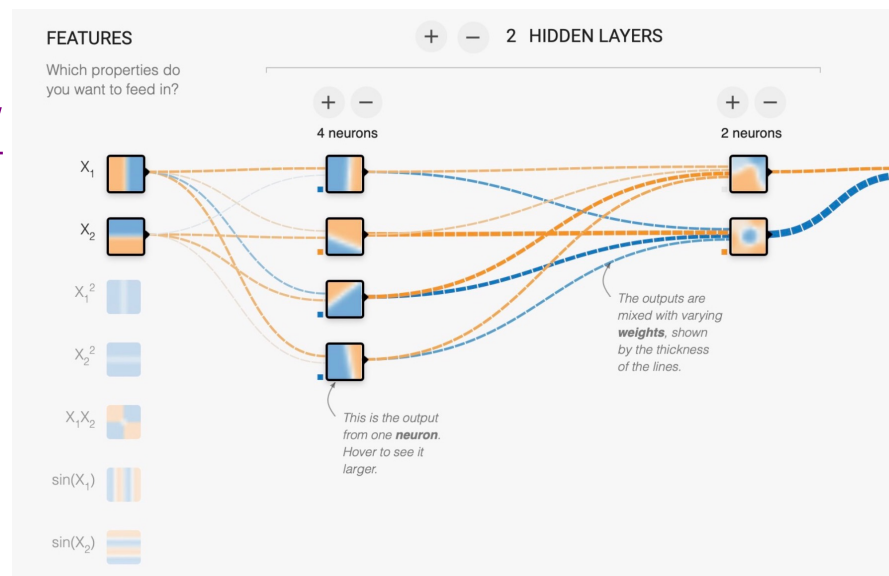 FEATURES
Which properties do
you want to feed in?
+ − 2 HIDDEN LAYERS
+ −
4 neurons
+ −
2 neurons
X₁
X₂
X₁²
X₂²
X₁X₂
sin(X₁)
sin(X₂)
This is the output
from one neuron.
Hover to see it
larger.
The outputs are
mixed with varying
weights, shown
by the thickness
of the lines.